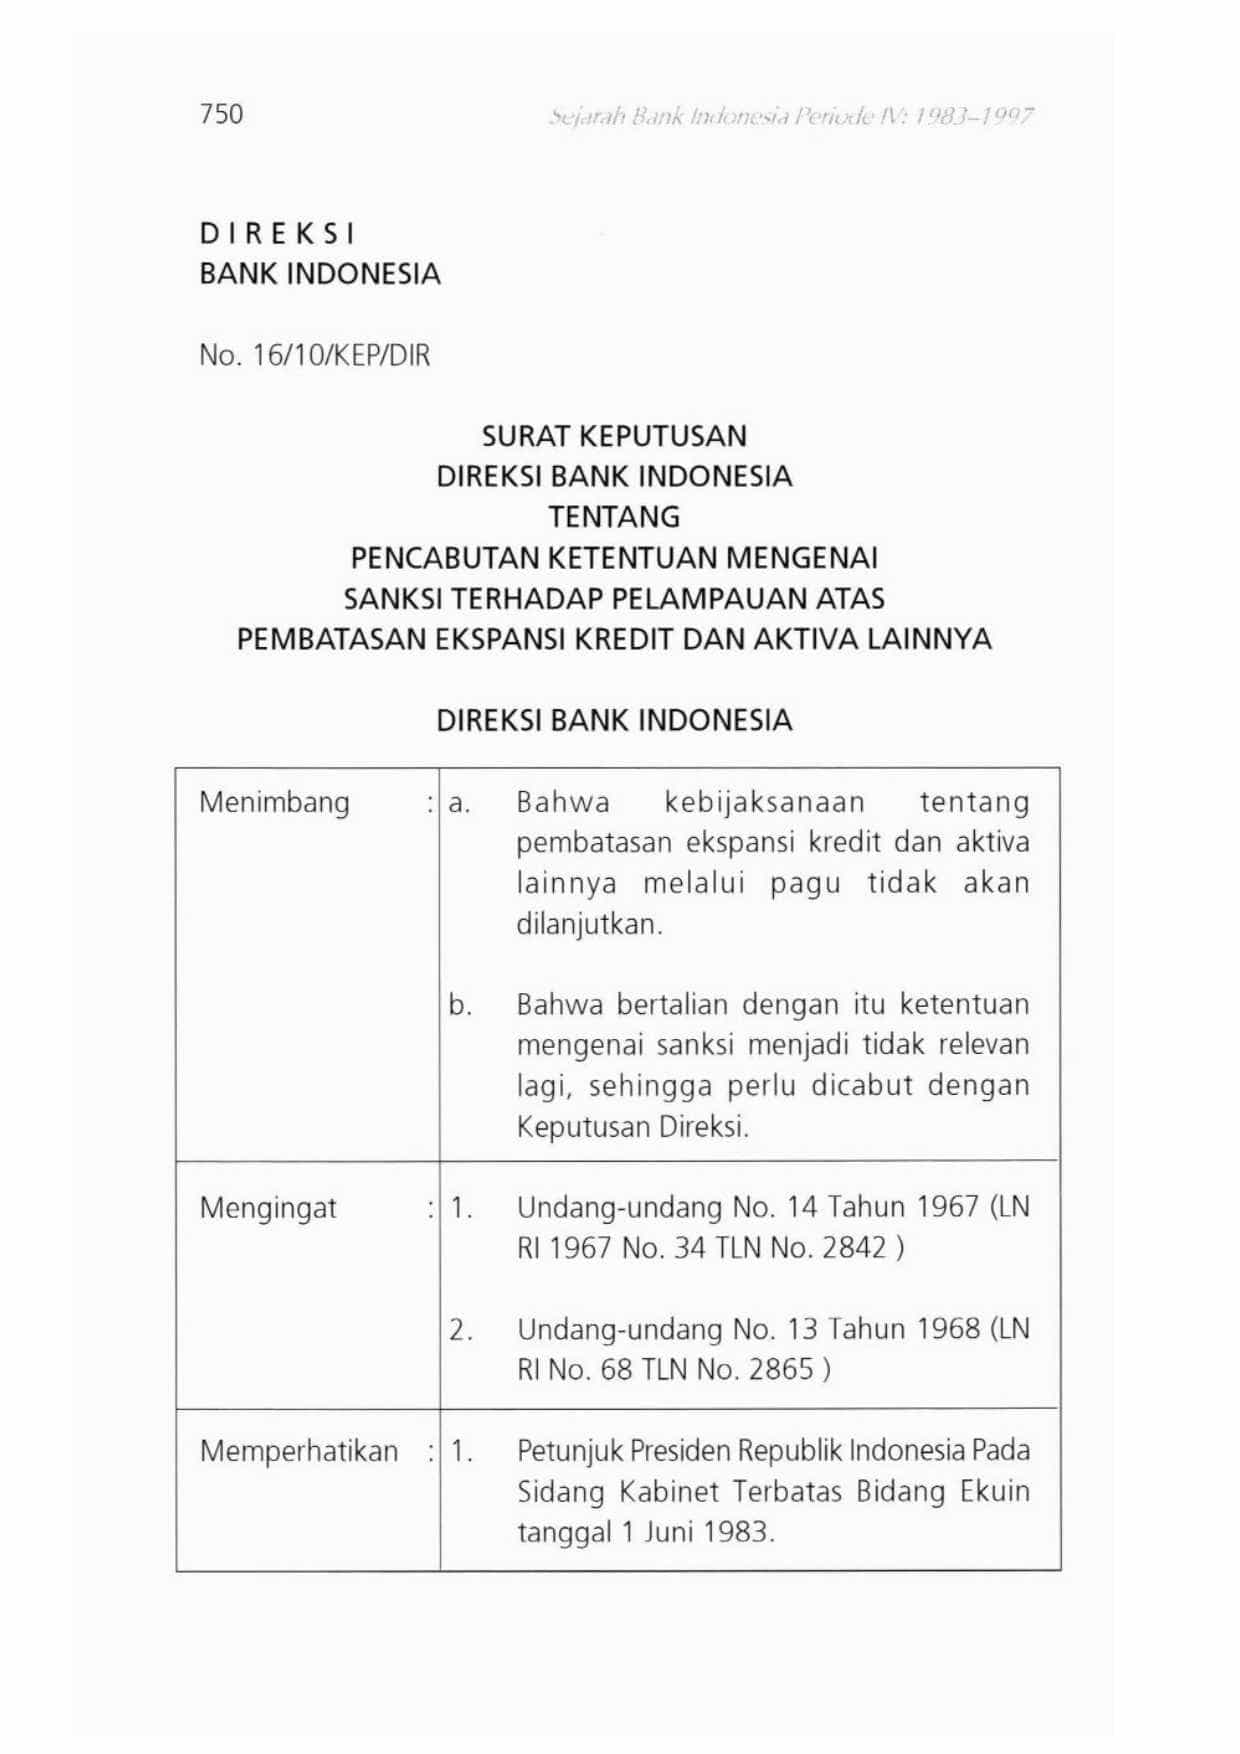 750
Sejarah Bank Indonesia Periode IV: 1983–1997
D I R E K S I
BANK INDONESIA
No. 16/10/KEP/DIR
SURAT KEPUTUSAN
DIREKSI BANK INDONESIA
TENTANG
PENCABUTAN KETENTUAN MENGENAI
SANKSI TERHADAP PELAMPAUAN ATAS
PEMBATASAN EKSPANSI KREDIT DAN AKTIVA LAINNYA
DIREKSI BANK INDONESIA
Menimbang : a. Bahwa kebijaksanaan tentang
pembatasan ekspansi kredit dan aktiva
lainnya melalui pagu tidak akan
dilanjutkan.
b. Bahwa bertalian dengan itu ketentuan
mengenai sanksi menjadi tidak relevan
lagi, sehingga perlu dicabut dengan
Keputusan Direksi.
Mengingat : 1. Undang-undang No. 14 Tahun 1967 (LN
RI 1967 No. 34 TLN No. 2842 )
2. Undang-undang No. 13 Tahun 1968 (LN
RI No. 68 TLN No. 2865 )
Memperhatikan : 1. Petunjuk Presiden Republik Indonesia Pada
Sidang Kabinet Terbatas Bidang Ekuin
tanggal 1 Juni 1983.